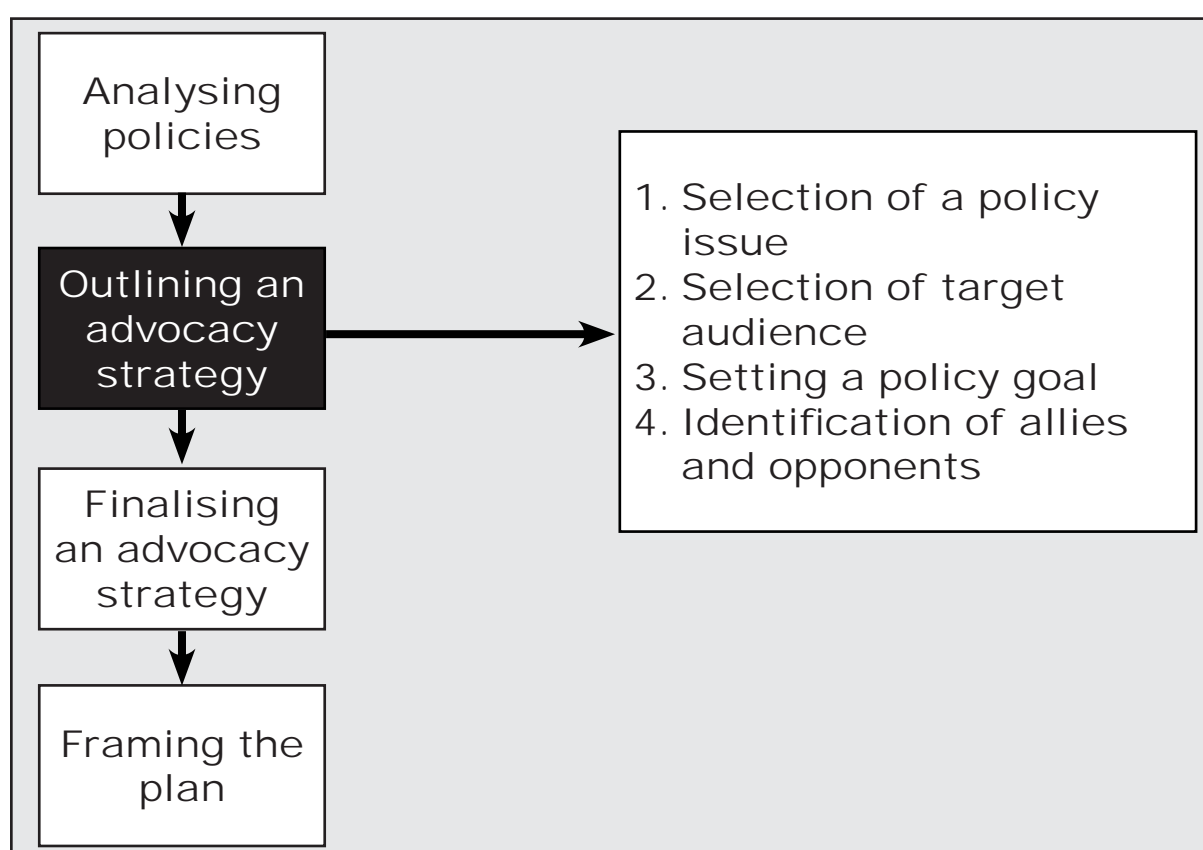 Analysing
policies
Outlining an
advocacy
strategy
Finalising
an advocacy
strategy
Framing the
plan
1. Selection of a policy
issue
2. Selection of target
audience
3. Setting a policy goal
4. Identification of allies
and opponents